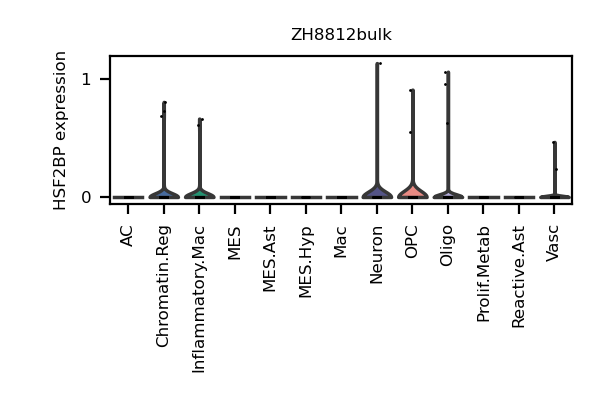 ZH8812bulk
HSF2BP expression
1
0
AC
Chromatin.Reg
Inflammatory.Mac
MES
MES.Ast
MES.Hyp
Mac
Neuron
OPC
Oligo
Prolif.Metab
Reactive.Ast
Vasc